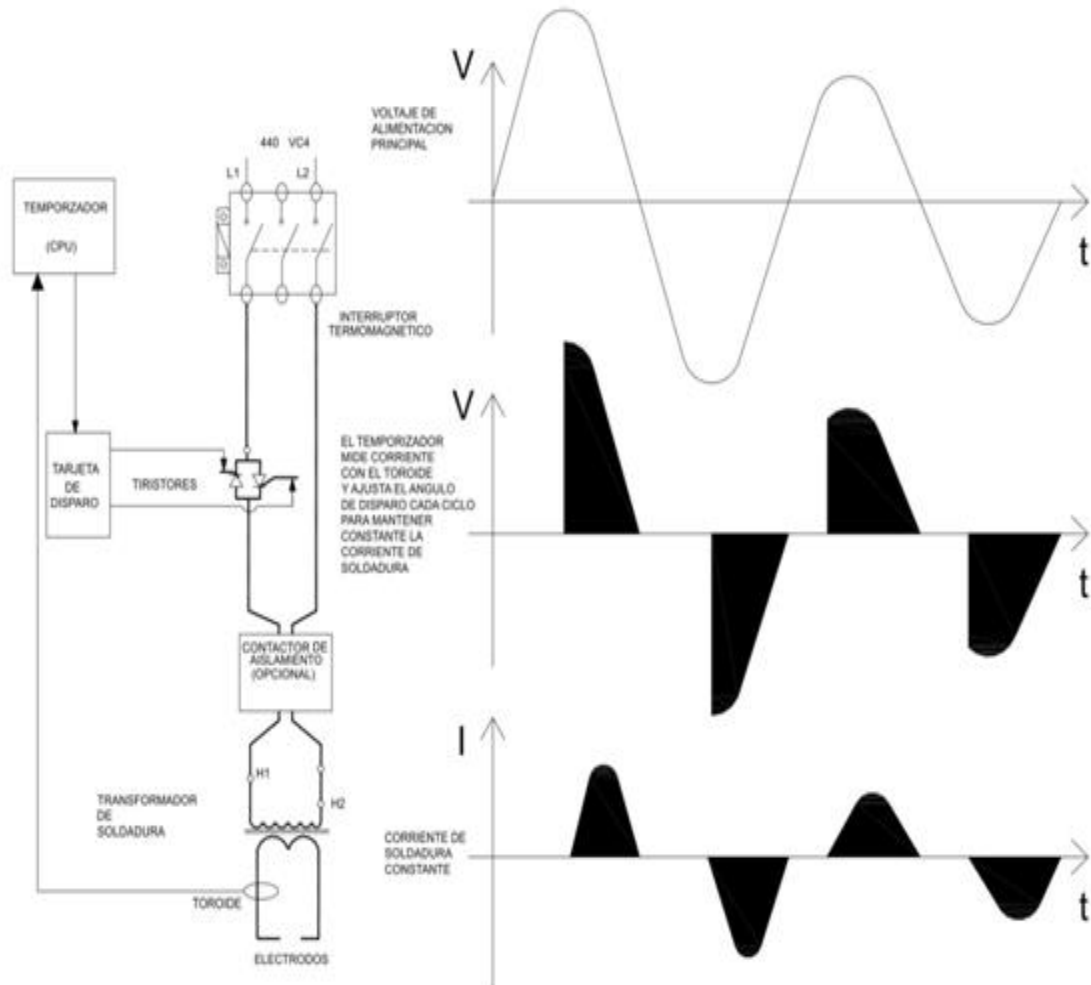 V
VOLTAJE DE
ALIMENTACION
PRINCIPAL
t
440 VC4
L1
L2
TEMPORZADOR
(CPU)
INTERRUPTOR
TERMOMAGNETICO
V
EL TEMPORIZADOR
MIDE CORRIENTE
CON EL TOROIDE
Y AJUSTA EL ANGULO
DE DISPARO CADA CICLO
PARA MANTENER
CONSTANTE LA
CORRIENTE DE
SOLDADURA
t
TARJETA
DE
DISPARO
TIRISTORES
CONTACTOR DE
AISLAMIENTO
(OPCIONAL)
I
H1
H2
TRANSFORMADOR
DE
SOLDADURA
CORRIENTE DE
SOLDADURA
CONSTANTE
t
TOROIDE
ELECTRODOS